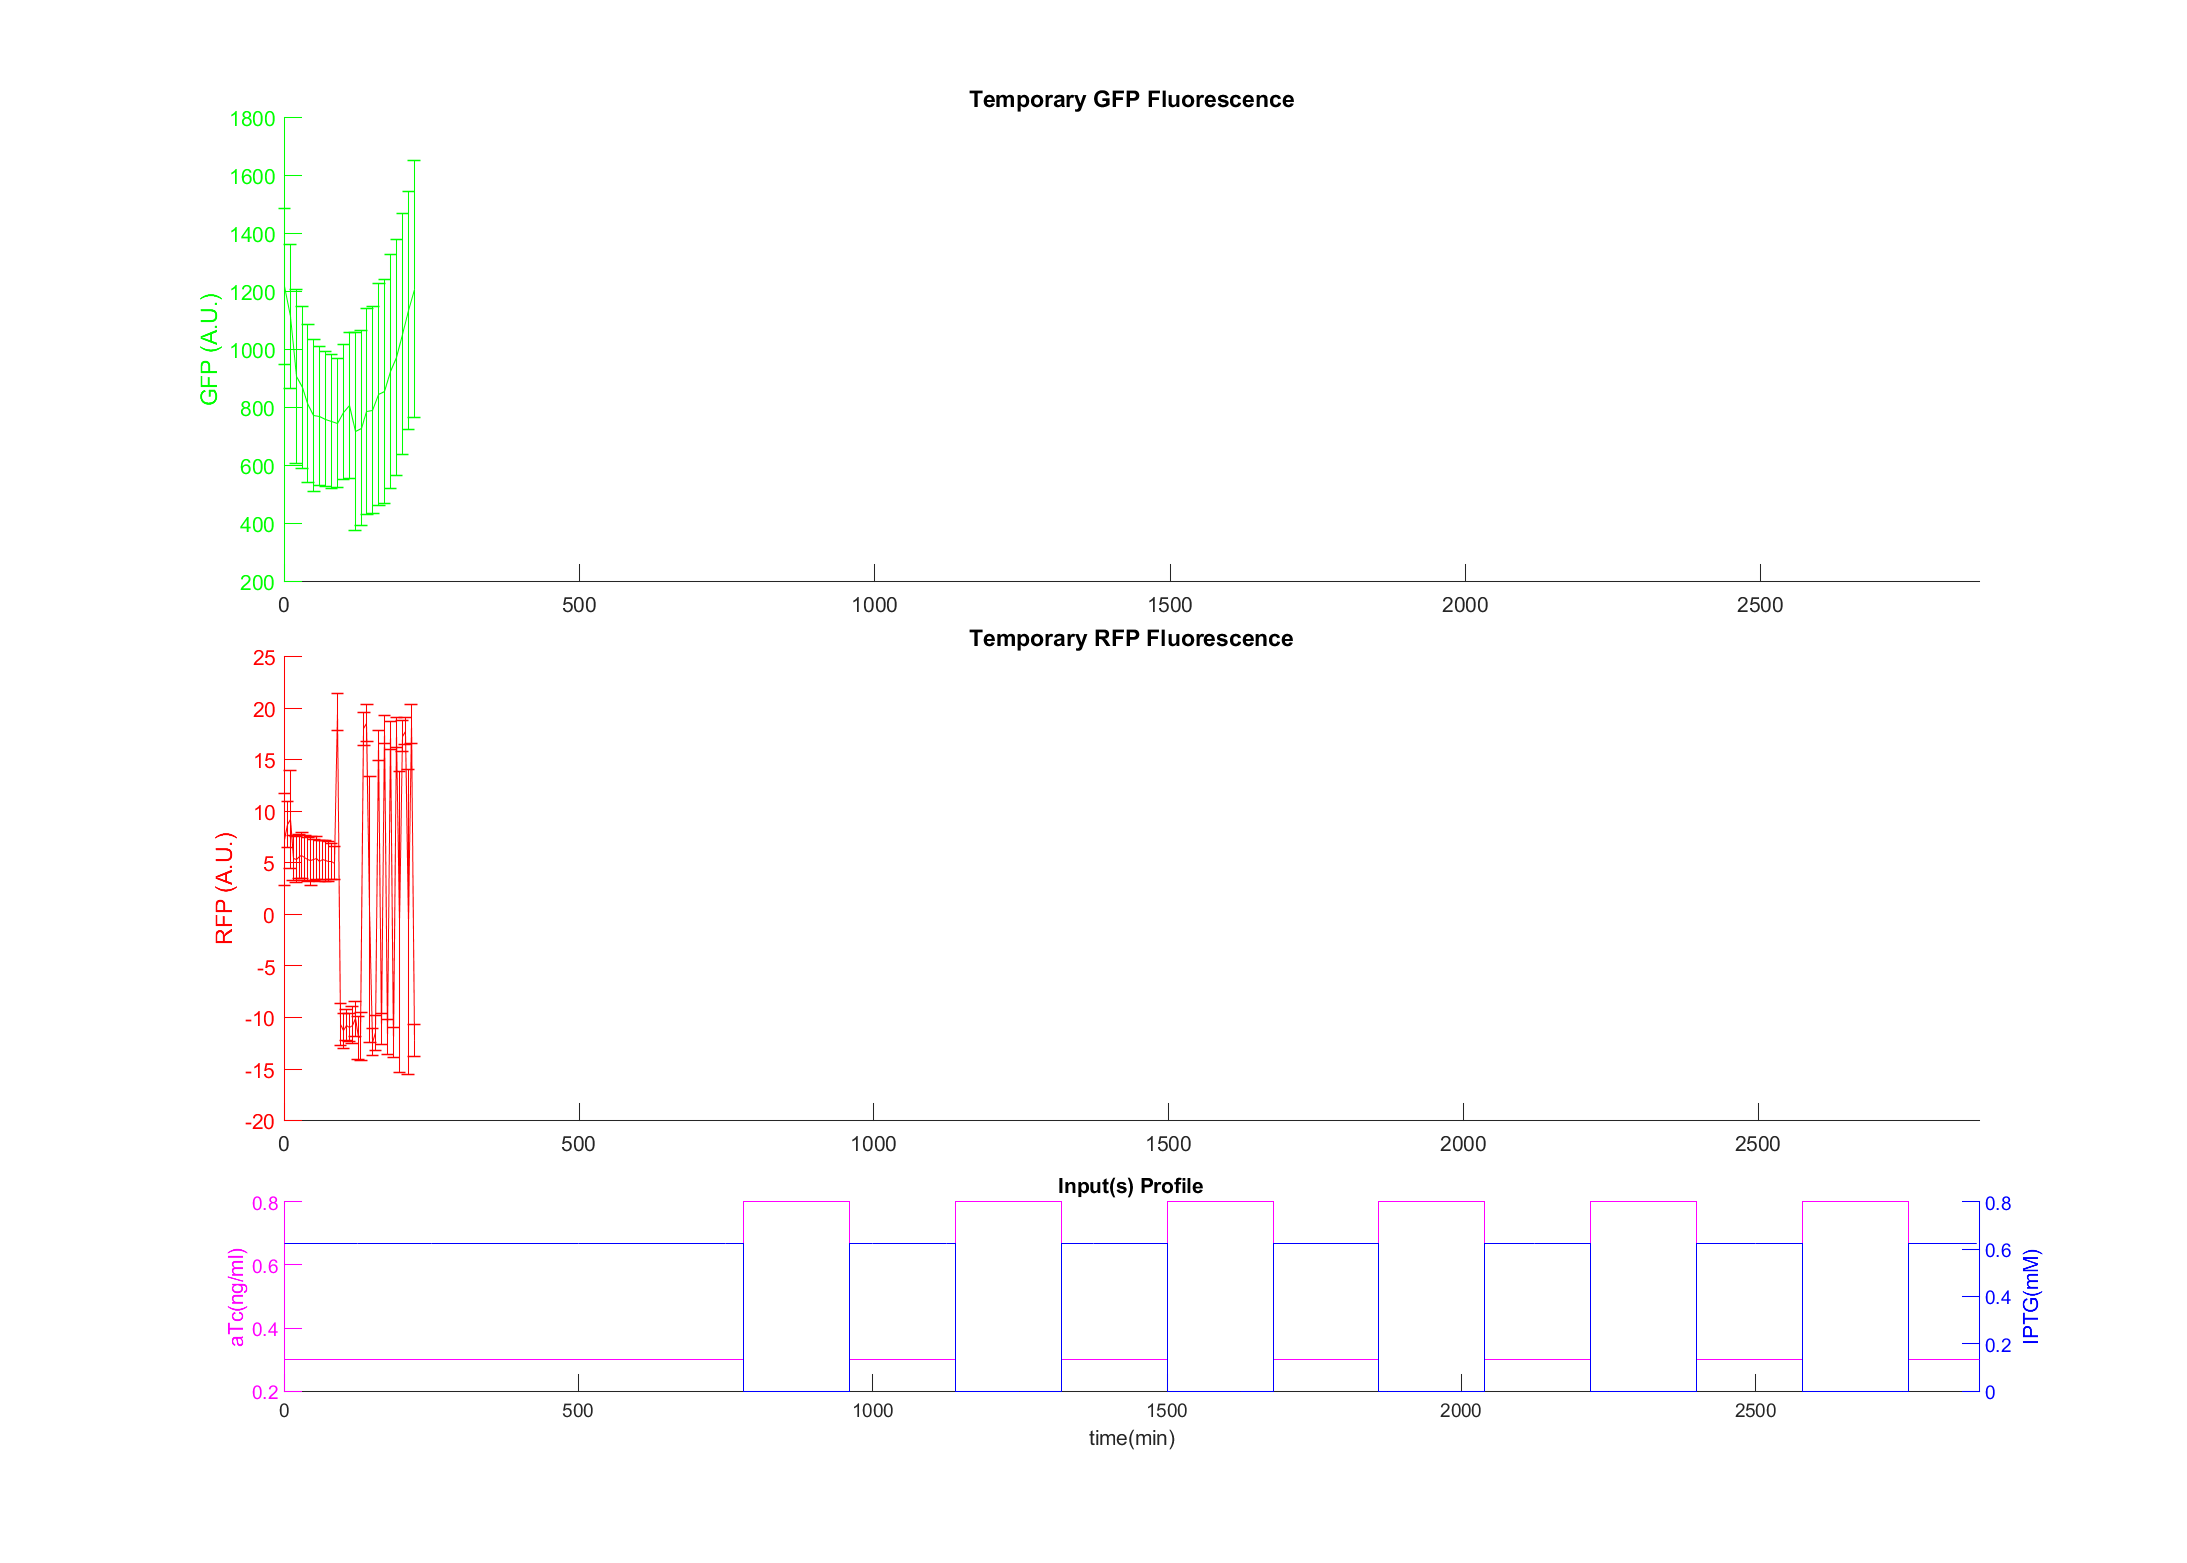 Temporary GFP Fluorescence
GFP (A.U.)
1800
1600
1400
1200
1000
800
600
400
200
0 500 1000 1500 2000 2500
Temporary RFP Fluorescence
RFP (A.U.)
25
20
15
10
5
0
-5
-10
-15
-20
0 500 1000 1500 2000 2500
Input(s) Profile
aTc(ng/ml)
0.8
0.6
0.4
0.2
IPTG(mM)
0.8
0.6
0.4
0.2
0
0 500 1000 1500 2000 2500
time(min)